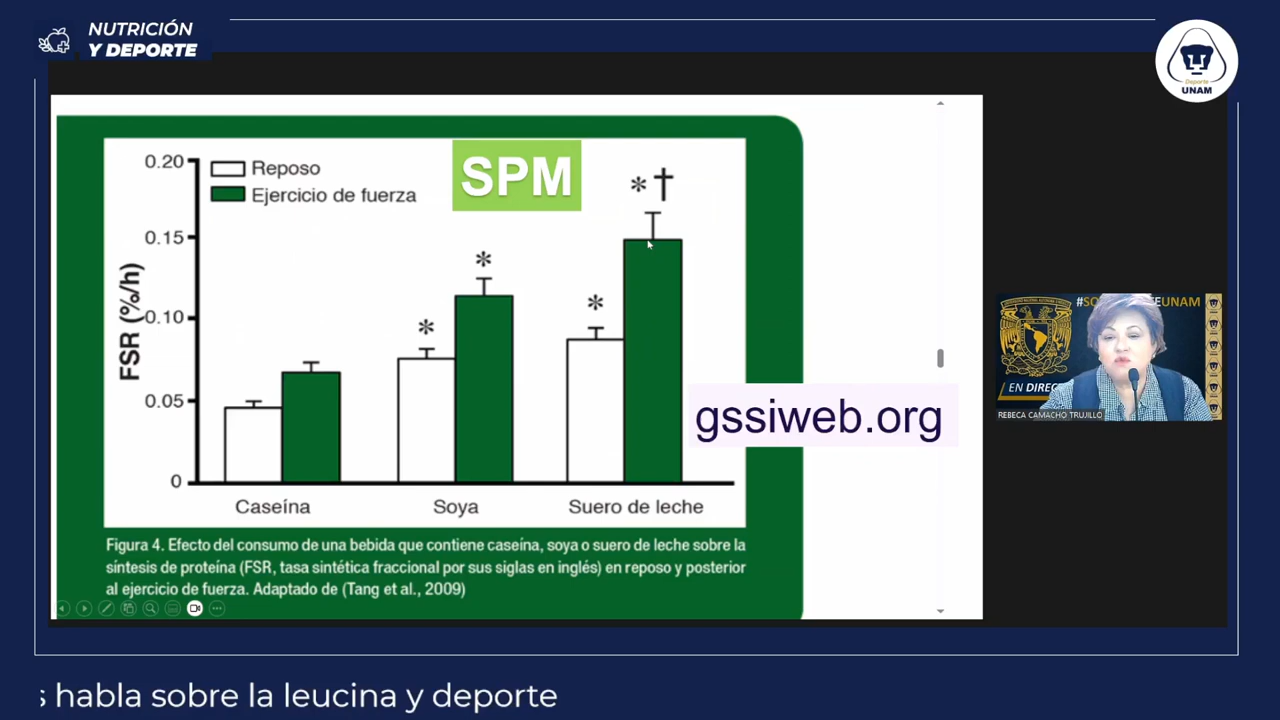 NUTRICIÓN
Y DEPORTE
Deporte
UNAM
SPM
Reposo
Ejercicio de fuerza
* †
*
*
*
0.20
0.15
0.10
0.05
0
FSR (%/h)
Caseína Soya Suero de leche
gssiweb.org
Figura 4. Efecto del consumo de una bebida que contiene caseína, soya o suero de leche sobre la
síntesis de proteína (FSR, tasa sintética fraccional por sus siglas en inglés) en reposo y posterior
al ejercicio de fuerza. Adaptado de (Tang et al., 2009)
EN DIREC
REBECA CAMACHO TRUJILLO
habla sobre la leucina y deporte